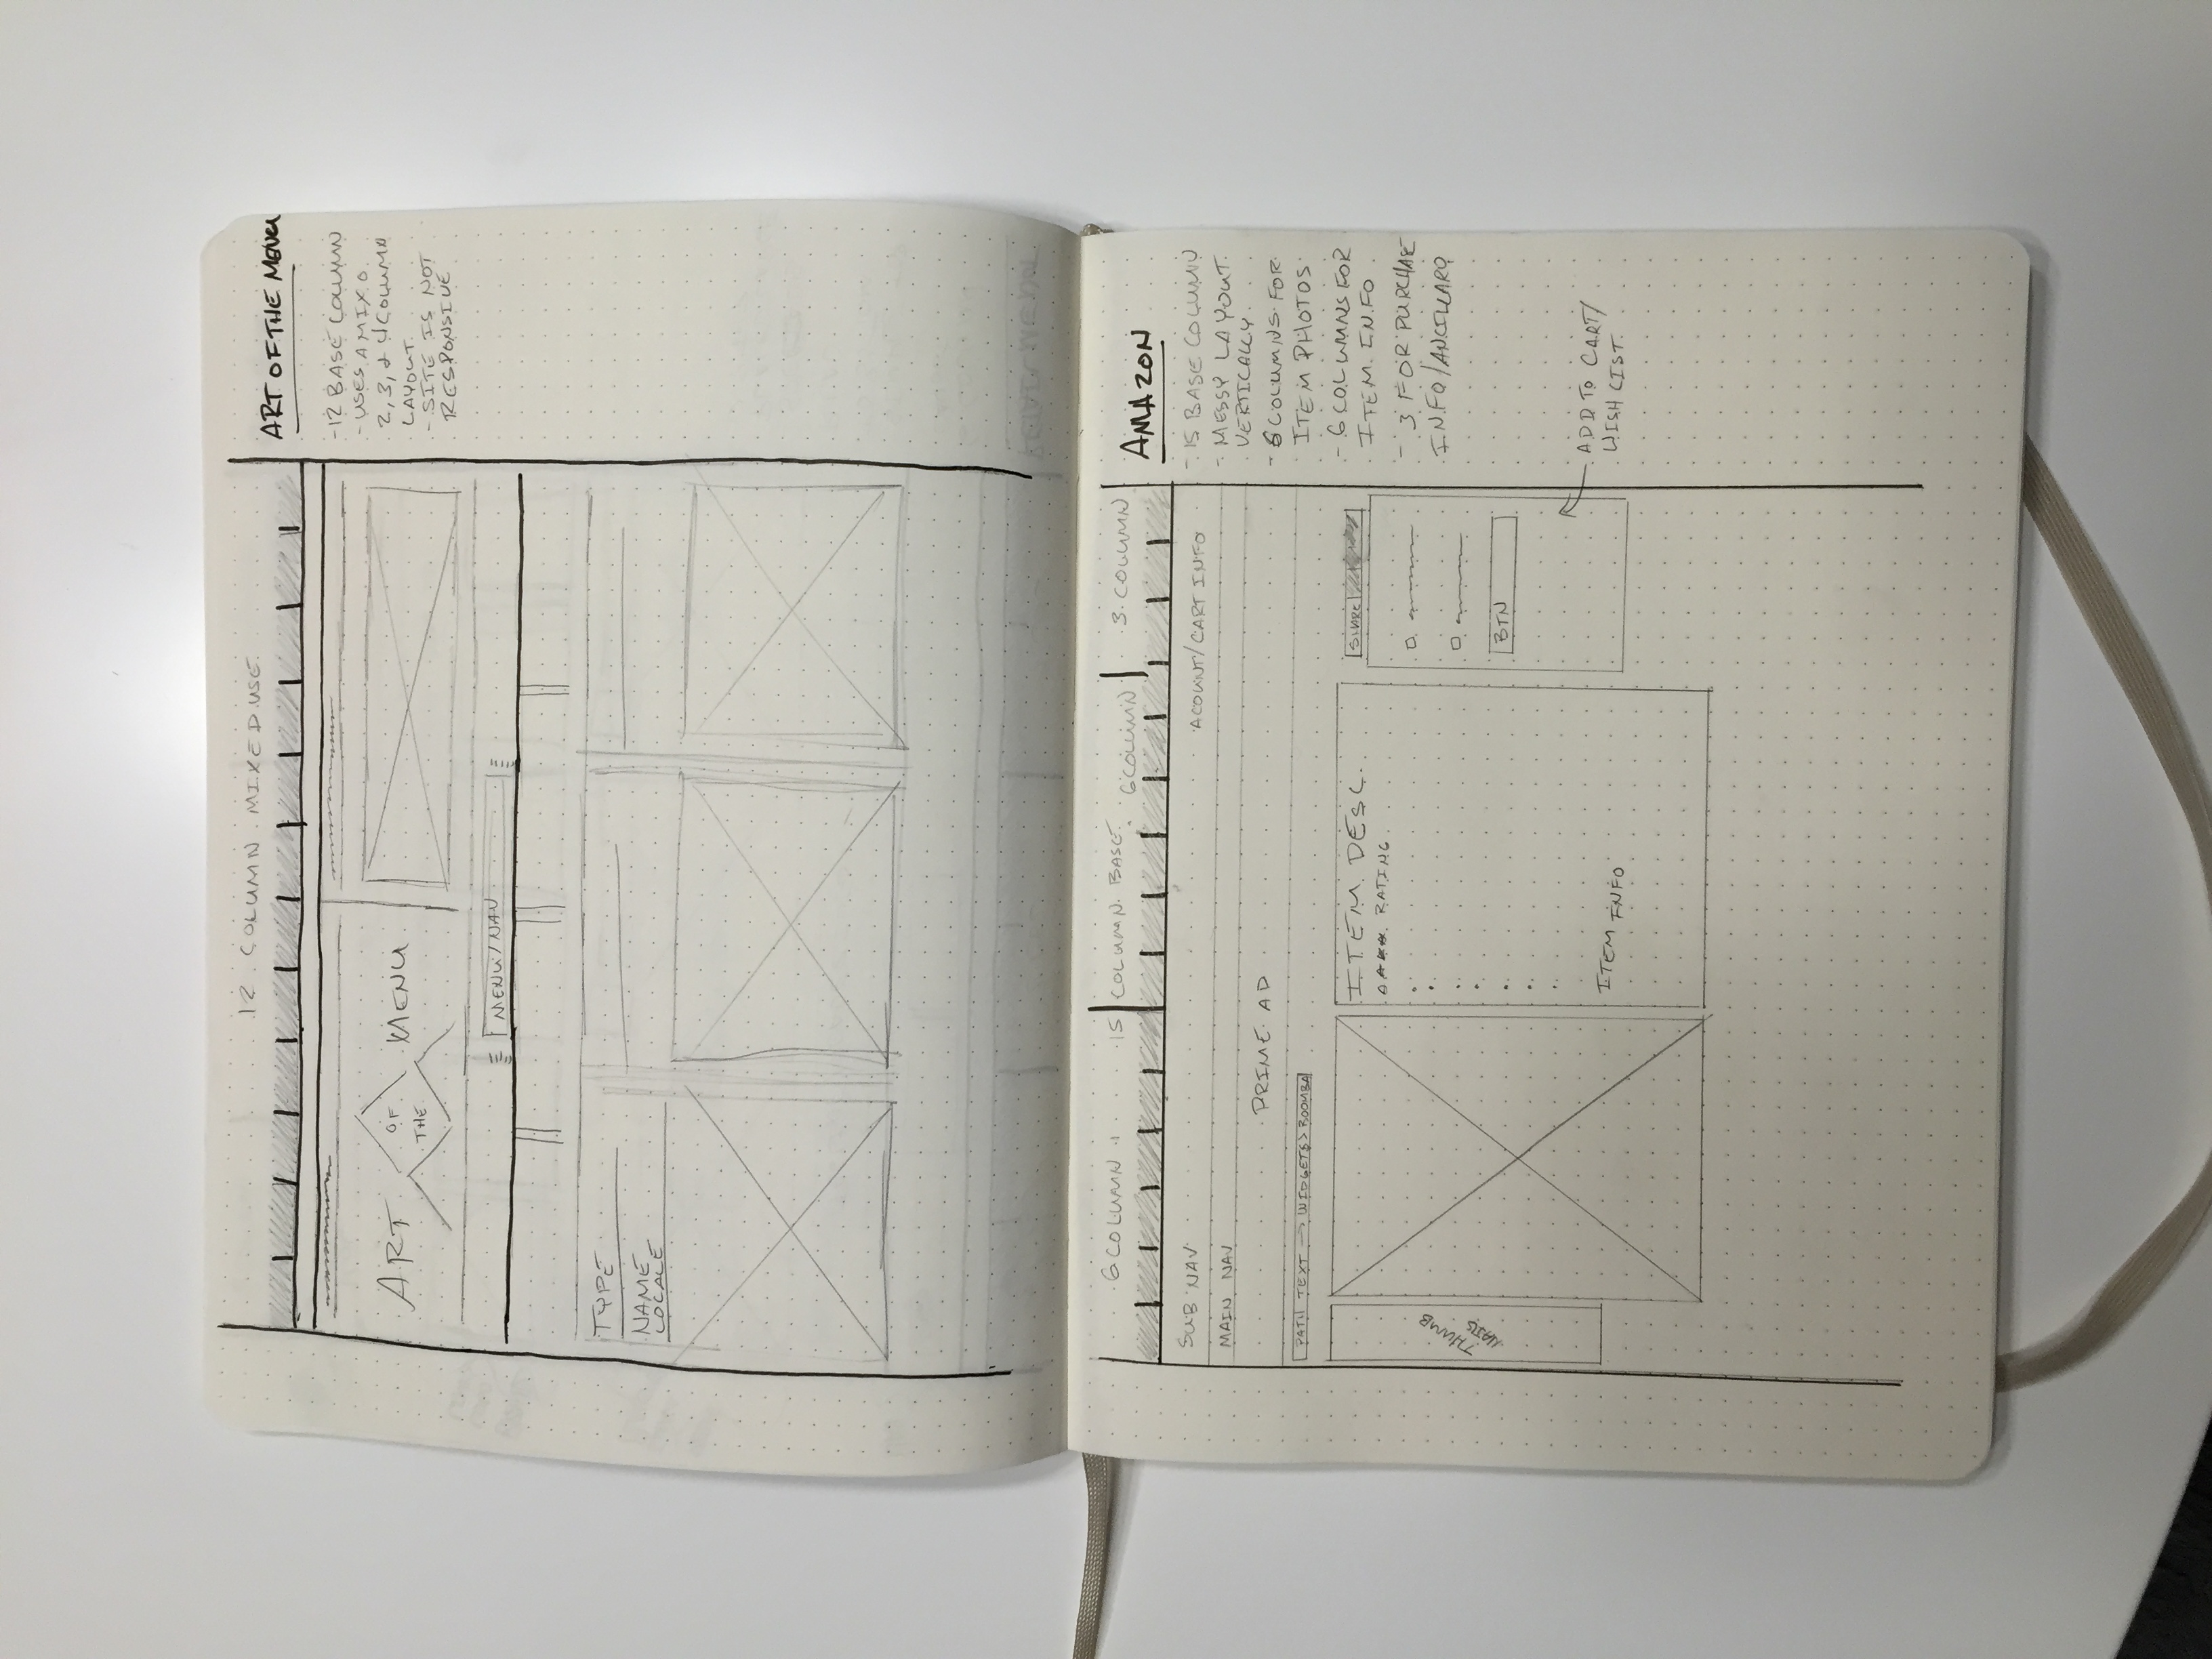 12 COLUMN MIXED USE
ART OF THE MENU
-12 BASE COLUMN
- USES A MIX O
2, 3, & 4 COLUMN
LAYOUT.
- SITE IS NOT
RESPONSIVE
ART OF THE MENU
MENU/NAV
TYPE
NAME
LOCALE
6 COLUMN
15 COLUMN BASE
6 COLUMN
3 COLUMN
AMAZON
- 15 BASE COLUMN
- MESSY LAYOUT
VERTICALLY.
- 6 COLUMNS FOR
ITEM PHOTOS
- 6 COLUMNS FOR
ITEM INFO
- 3 FOR PURCHASE
INFO/ANCILLARY
SUB NAV
ACOUNT/CART INFO
MAIN NAV
PRIME AD
PATH TEXT → WIDGETS > BOOMBA
THUMB
NAILS
ITEM DESC.
RATING
ITEM INFO
SHARE
BTN
ADD TO CART/
WISH LIST.